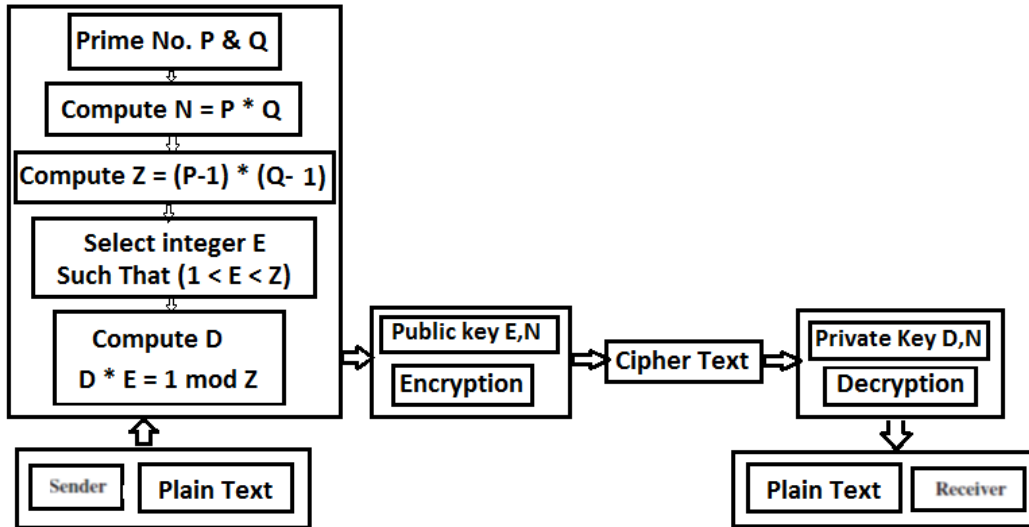 Prime No. P & Q
Compute N = P * Q
Compute Z = (P-1) * (Q- 1)
Select integer E
Such That (1 < E < Z)
Compute D
D * E = 1 mod Z
Public key E,N
Encryption
Cipher Text
Private Key D,N
Decryption
Sender
Plain Text
Plain Text
Receiver